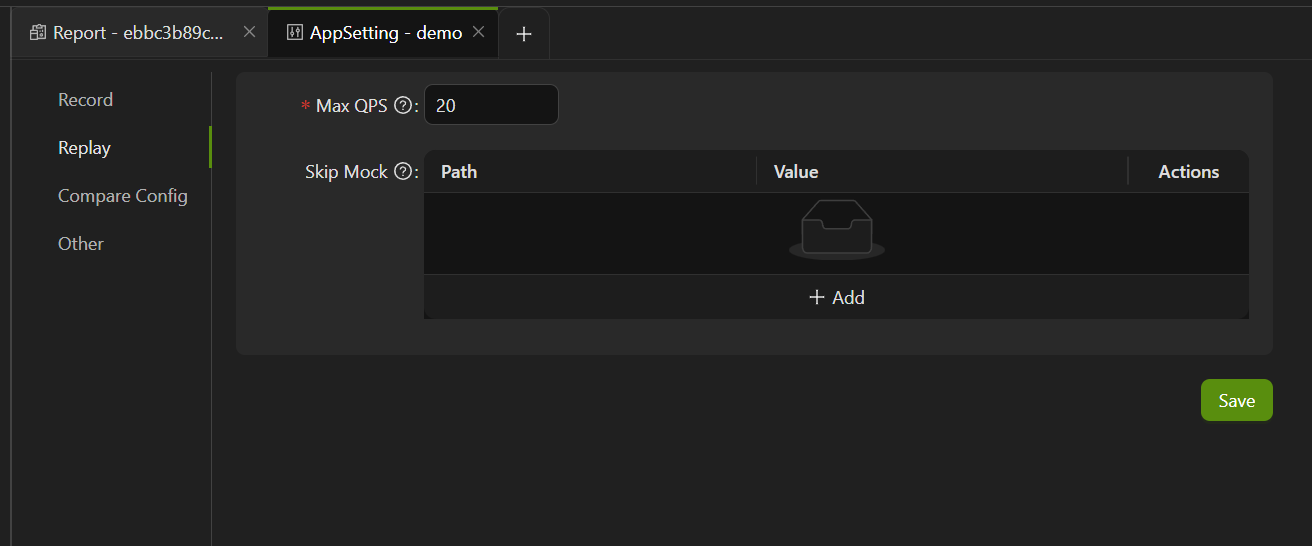 Report - ebbc3b89c...
AppSetting - demo
Record
Replay
Compare Config
Other
* Max QPS ? : 20
Skip Mock ? : Path Value Actions
+ Add
Save